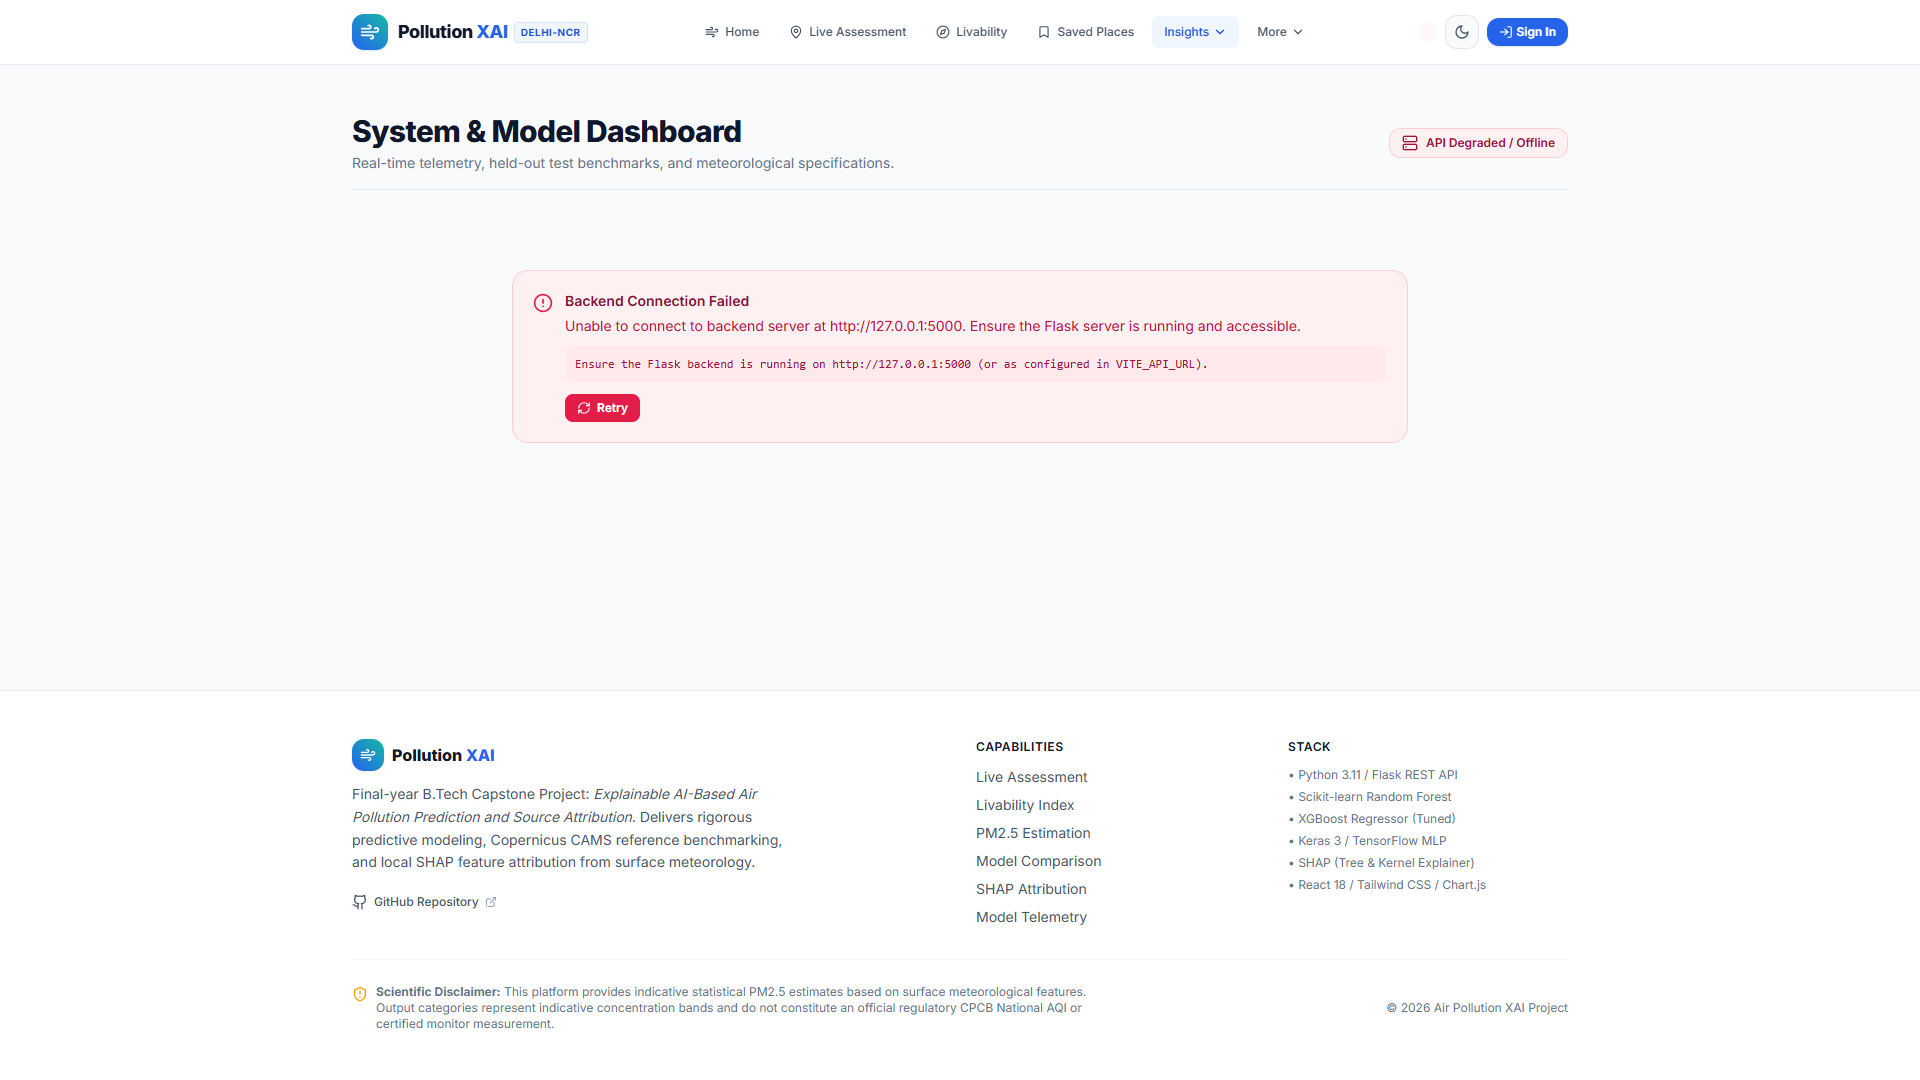 Pollution XAI DELHI-NCR Home Live Assessment Livability Saved Places Insights More Sign In
System & Model Dashboard
Real-time telemetry, held-out test benchmarks, and meteorological specifications.
API Degraded / Offline
Backend Connection Failed
Unable to connect to backend server at http://127.0.0.1:5000. Ensure the Flask server is running and accessible.
Ensure the Flask backend is running on http://127.0.0.1:5000 (or as configured in VITE_API_URL).
Retry
Pollution XAI
Final-year B.Tech Capstone Project: Explainable AI-Based Air
Pollution Prediction and Source Attribution. Delivers rigorous
predictive modeling, Copernicus CAMS reference benchmarking,
and local SHAP feature attribution from surface meteorology.
GitHub Repository
CAPABILITIES
Live Assessment
Livability Index
PM2.5 Estimation
Model Comparison
SHAP Attribution
Model Telemetry
STACK
• Python 3.11 / Flask REST API
• Scikit-learn Random Forest
• XGBoost Regressor (Tuned)
• Keras 3 / TensorFlow MLP
• SHAP (Tree & Kernel Explainer)
• React 18 / Tailwind CSS / Chart.js
Scientific Disclaimer: This platform provides indicative statistical PM2.5 estimates based on surface meteorological features.
Output categories represent indicative concentration bands and do not constitute an official regulatory CPCB National AQI or
certified monitor measurement.
© 2026 Air Pollution XAI Project